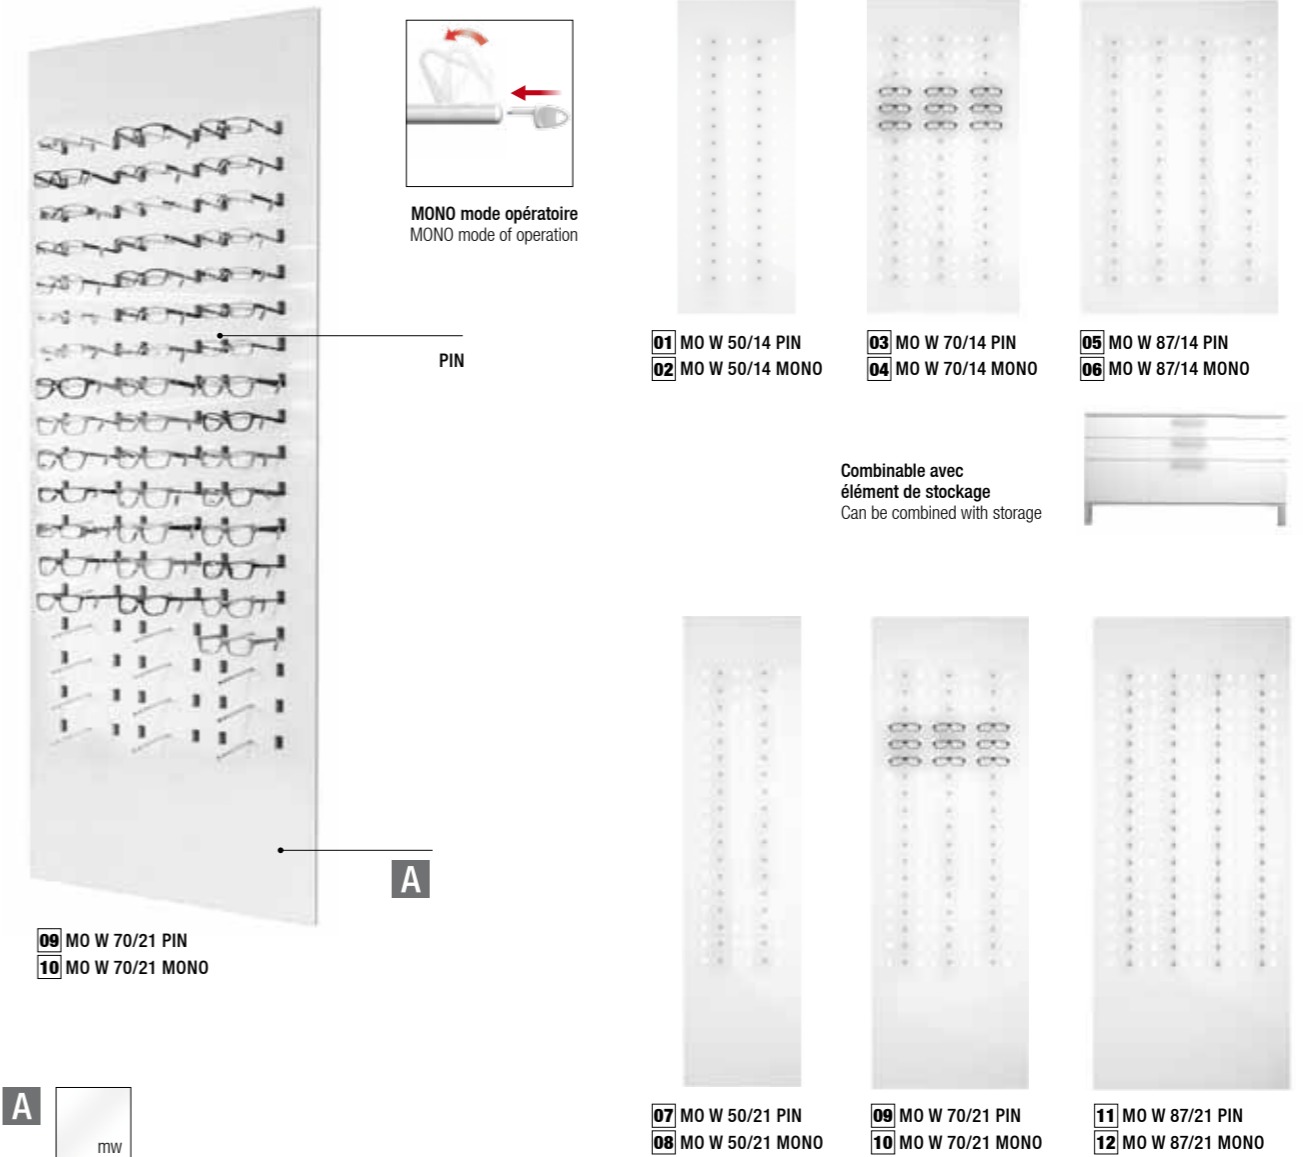 MONO mode opératoire
MONO mode of operation
PIN
A
09 MO W 70/21 PIN
10 MO W 70/21 MONO
A
mw
01 MO W 50/14 PIN
02 MO W 50/14 MONO
03 MO W 70/14 PIN
04 MO W 70/14 MONO
05 MO W 87/14 PIN
06 MO W 87/14 MONO
Combinable avec
élément de stockage
Can be combined with storage
07 MO W 50/21 PIN
08 MO W 50/21 MONO
09 MO W 70/21 PIN
10 MO W 70/21 MONO
11 MO W 87/21 PIN
12 MO W 87/21 MONO